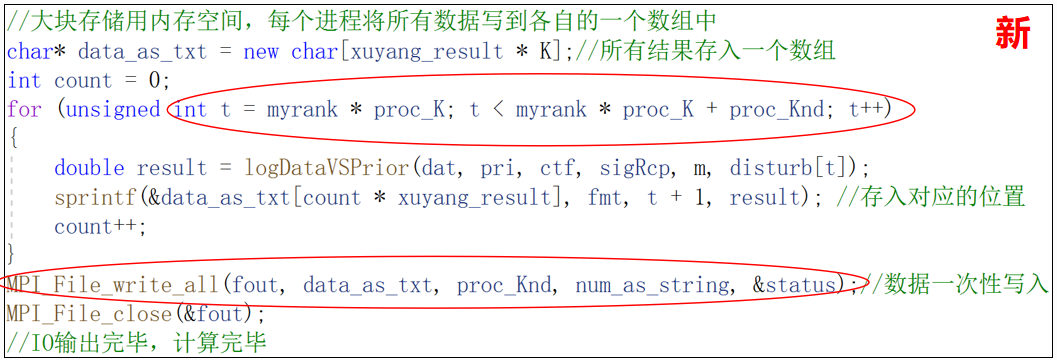 //大块存储用内存空间，每个进程将所有数据写到各自的一个数组中
新
char* data_as_txt = new char[xuyang_result * K];//所有结果存入一个数组
int count = 0;
for (unsigned int t = myrank * proc_K; t < myrank * proc_K + proc_Knd; t++)
{
double result = logDataVSPrior(dat, pri, ctf, sigRcp, m, disturb[t]);
sprintf(&data_as_txt[count * xuyang_result], fmt, t + 1, result); //存入对应的位置
count++;
}
MPI_File_write_all(fout, data_as_txt, proc_Knd, num_as_string, &status);//数据一次性写入
MPI_File_close(&fout);
//IO输出完毕，计算完毕